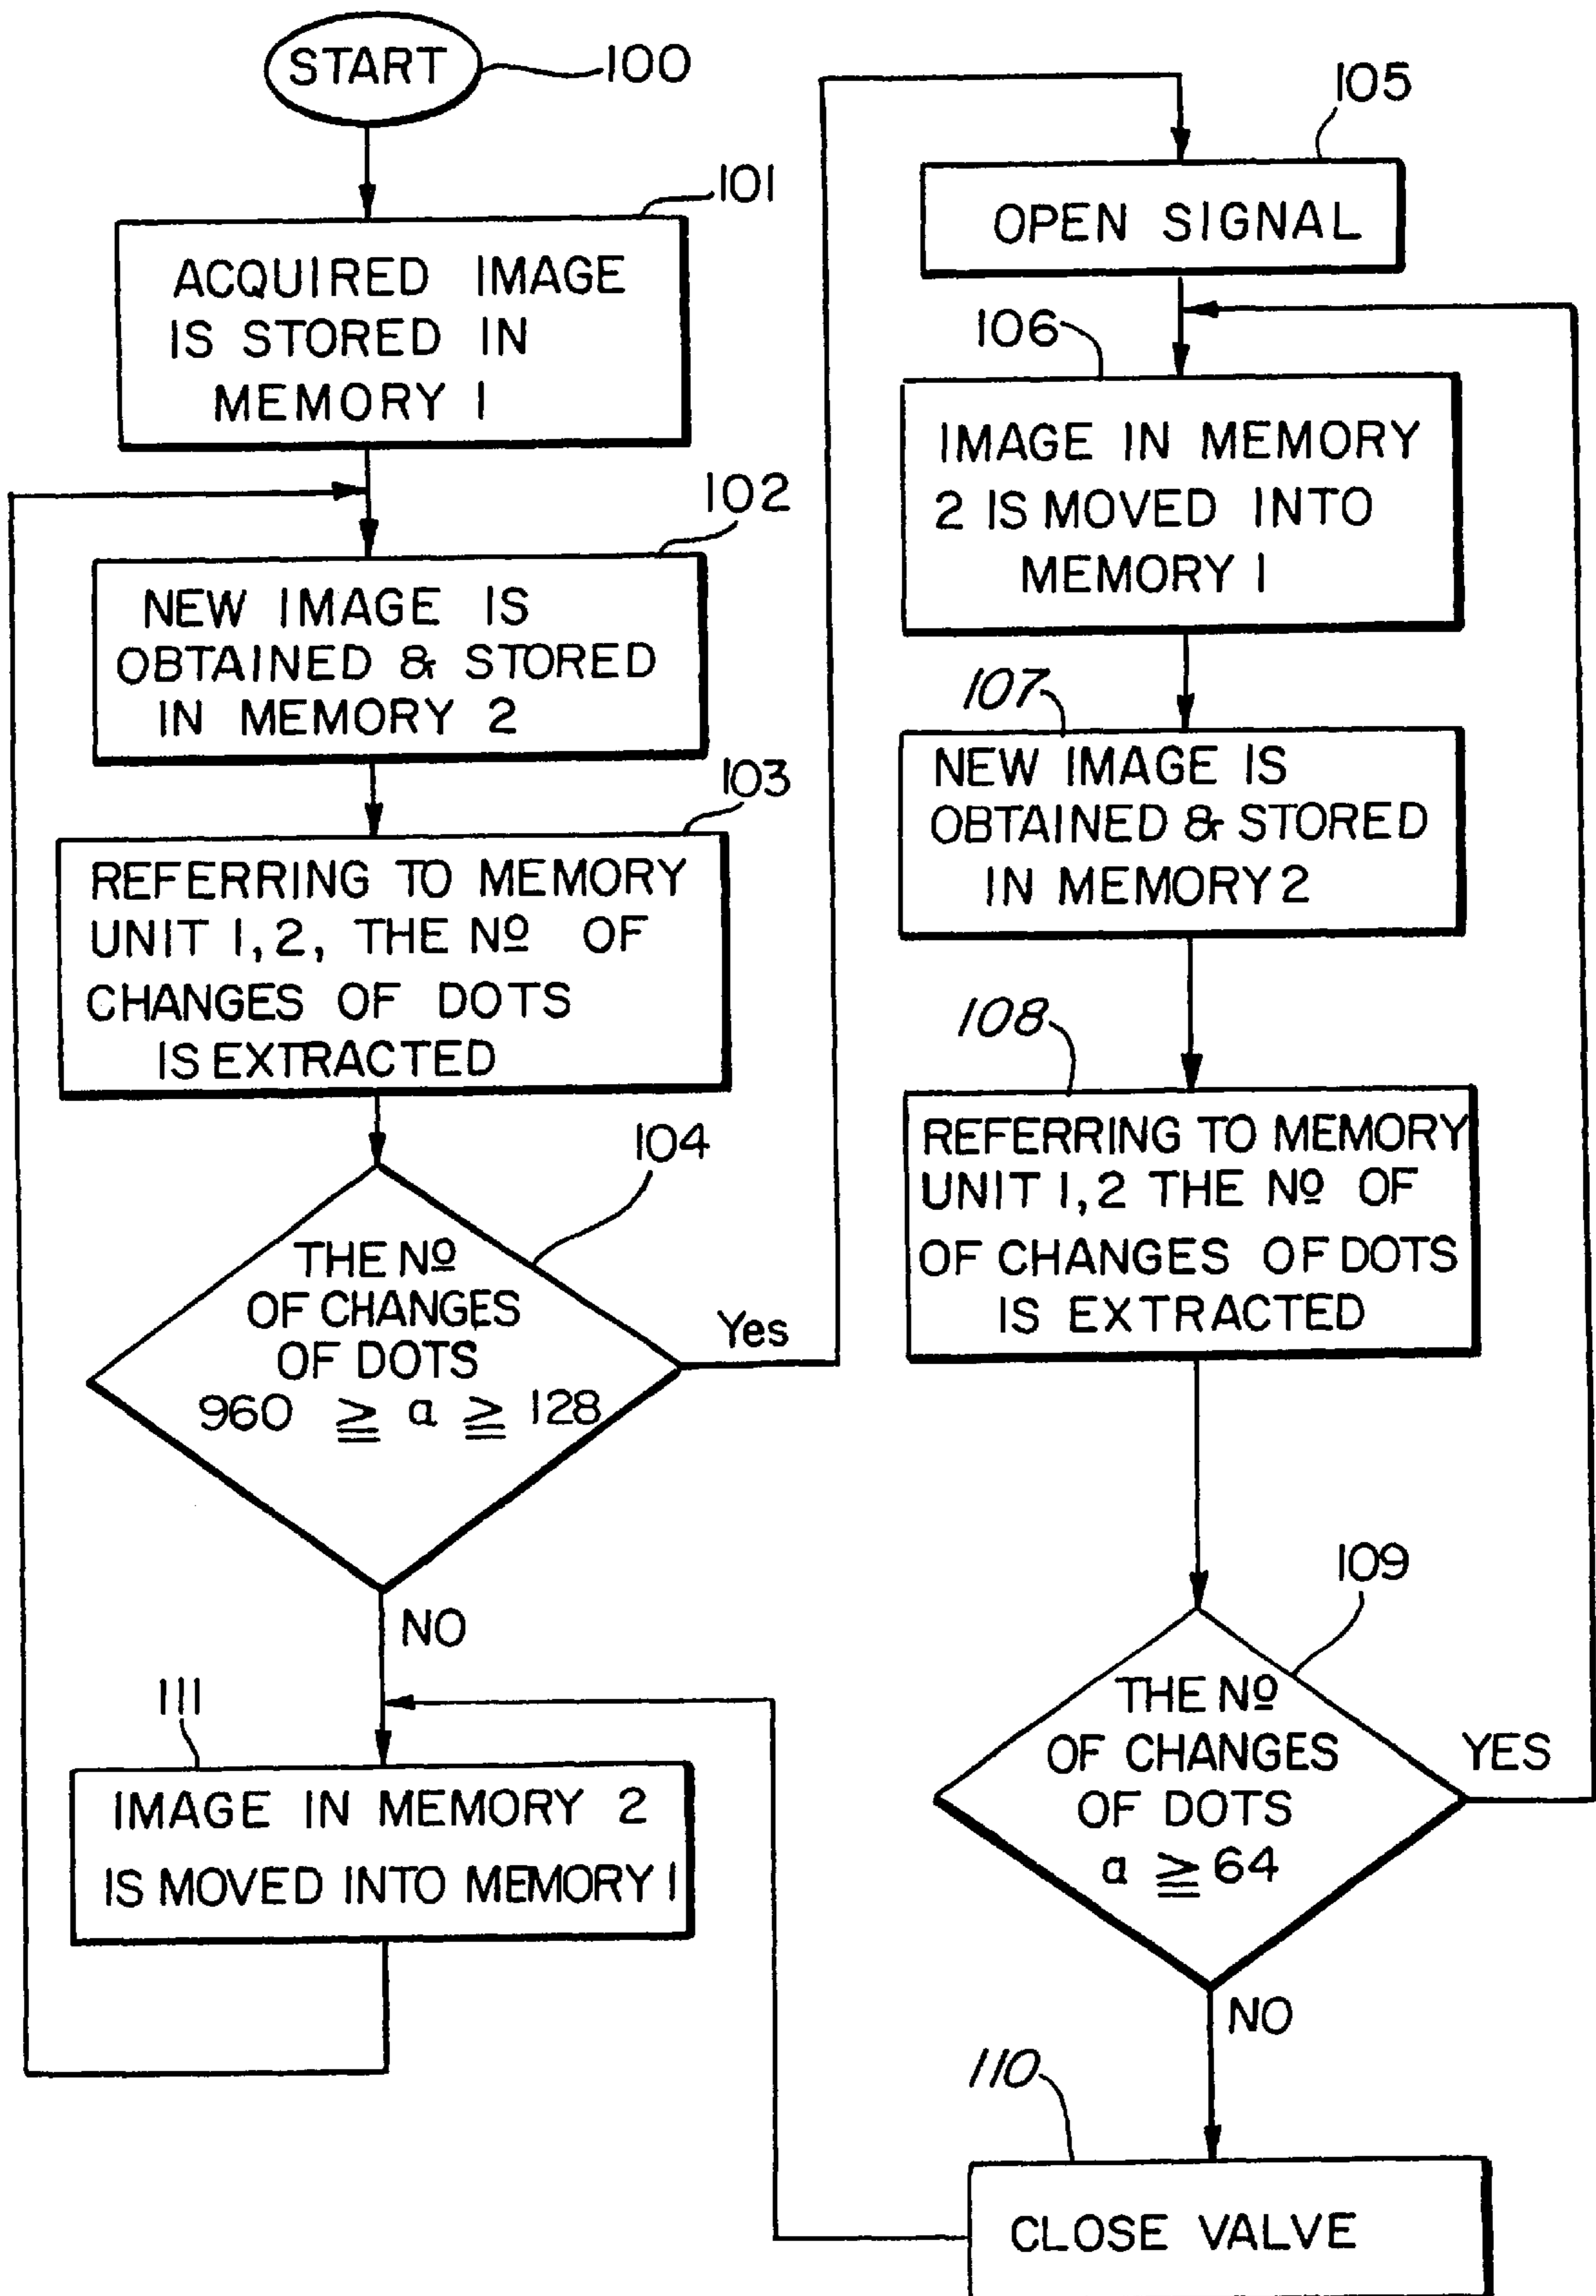 START
100
101
ACQUIRED IMAGE
IS STORED IN
MEMORY 1
102
NEW IMAGE IS
OBTAINED & STORED
IN MEMORY 2
103
REFERRING TO MEMORY
UNIT 1,2, THE Nº OF
CHANGES OF DOTS
IS EXTRACTED
104
THE Nº
OF CHANGES
OF DOTS
960 ≧ a ≧ 128
Yes
NO
111
IMAGE IN MEMORY 2
IS MOVED INTO MEMORY 1
105
OPEN SIGNAL
106
IMAGE IN MEMORY
2 IS MOVED INTO
MEMORY 1
107
NEW IMAGE IS
OBTAINED & STORED
IN MEMORY 2
108
REFERRING TO MEMORY
UNIT 1,2 THE Nº OF
OF CHANGES OF DOTS
IS EXTRACTED
109
THE Nº
OF CHANGES
OF DOTS
a ≧ 64
YES
NO
110
CLOSE VALVE